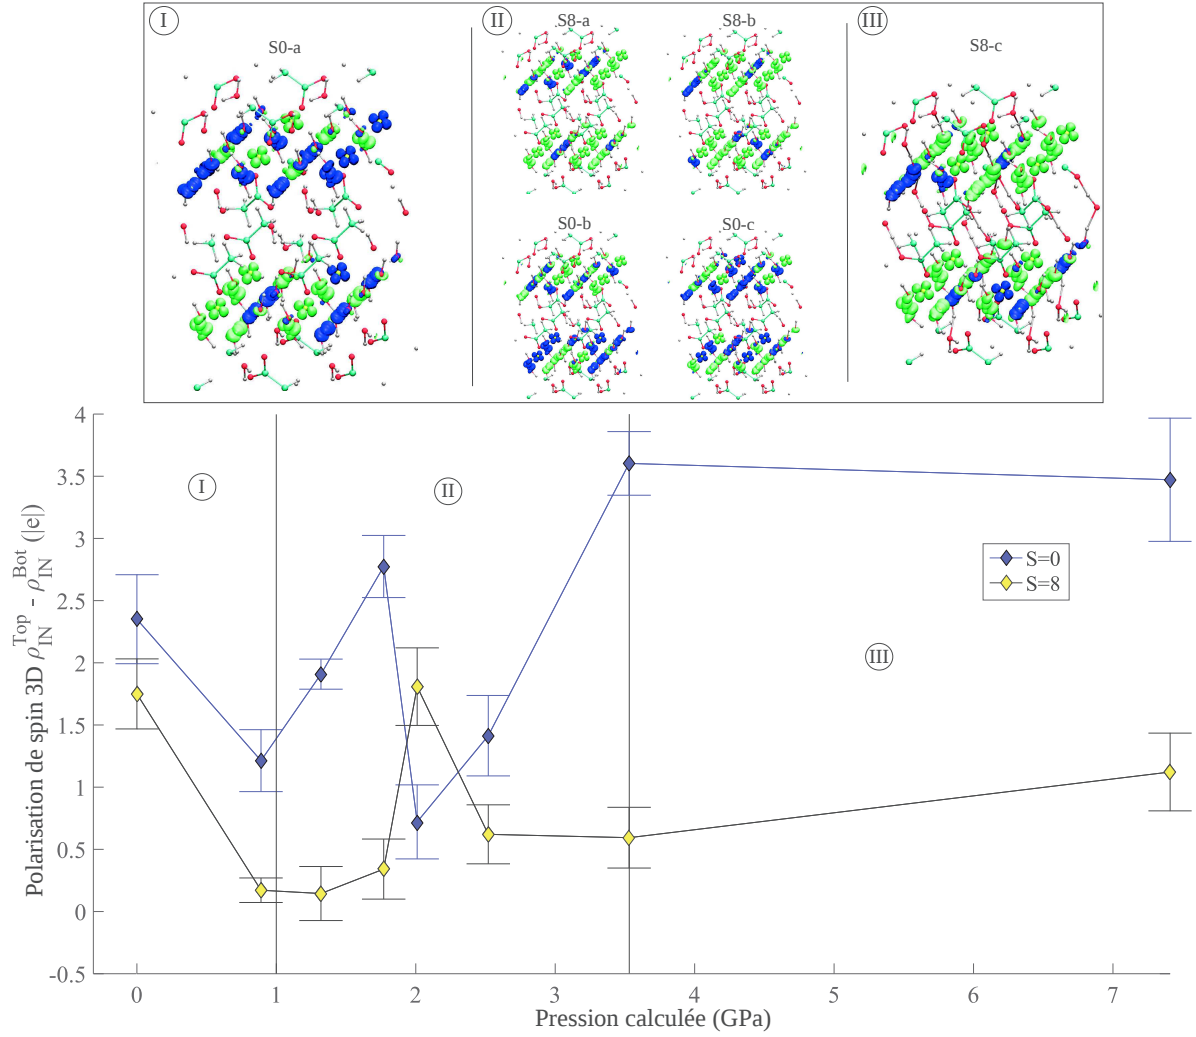 I
S0-a
II
S8-a
S8-b
S0-b
S0-c
III
S8-c
Polarisation de spin 3D ρ_IN^Top - ρ_IN^Bot (|e|)
4
3.5
3
2.5
2
1.5
1
0.5
0
-0.5
I
II
III
S=0
S=8
0 1 2 3 4 5 6 7
Pression calculée (GPa)